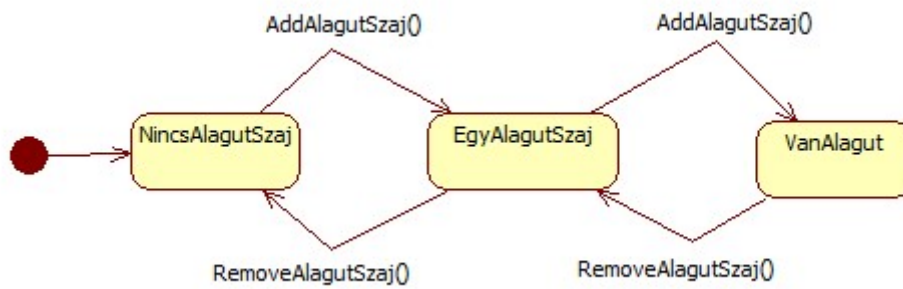 AddAlagutSzaj()
AddAlagutSzaj()
NincsAlagutSzaj
EgyAlagutSzaj
VanAlagut
RemoveAlagutSzaj()
RemoveAlagutSzaj()